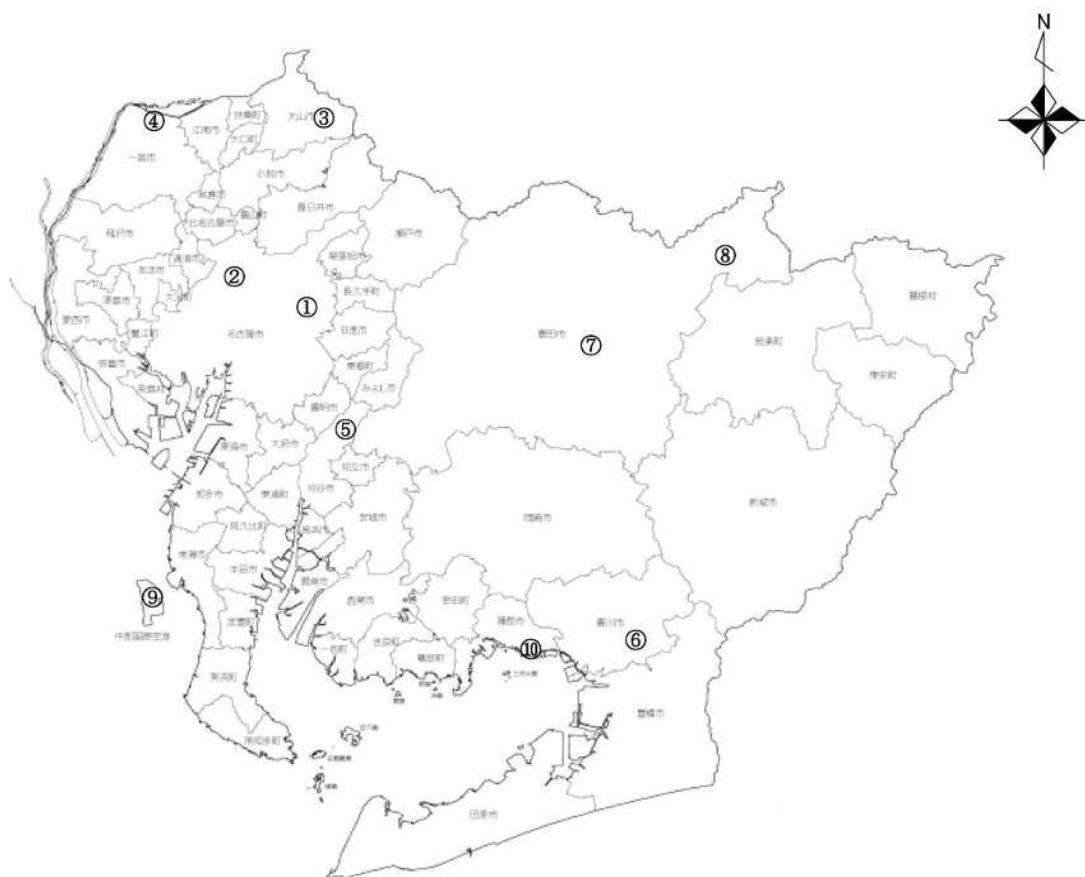 N
③
④
扶桑町
犬山市
江南市
大口町
一宮市
小牧市
岩倉市
春日井市
豊山町
北名古屋市
稲沢市
瀬戸市
尾張旭市
⑧
清須市
②
長久手町
豊根村
津島市
大治町
①
愛西市
蟹江町
名古屋市
日進市
豊田市
⑦
設楽町
弥富市
東郷町
東栄町
飛島村
みよし市
豊明市
⑤
東海市
大府市
知立市
知多市
東浦町
刈谷市
新城市
安城市
岡崎市
阿久比町
高浜市
常滑市
半田市
碧南市
西尾市
幸田町
⑨
武豊町
蒲郡市
豊川市
⑥
中部国際空港
一色町
吉良町
幡豆町
⑩
美浜町
豊橋市
南知多町
佐久島
日間賀島
篠島
田原市